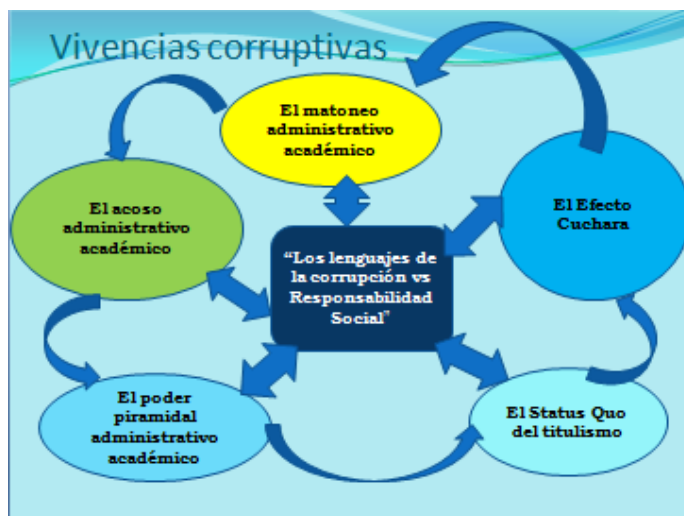 Vivencias corruptivas
El matoneo
administrativo
académico
El acoso
administrativo
académico
El Efecto
Cuchara
“Los lenguajes de
la corrupción vs
Responsabilidad
Social”
El poder
piramidal
administrativo
académico
El Status Quo
del titulismo